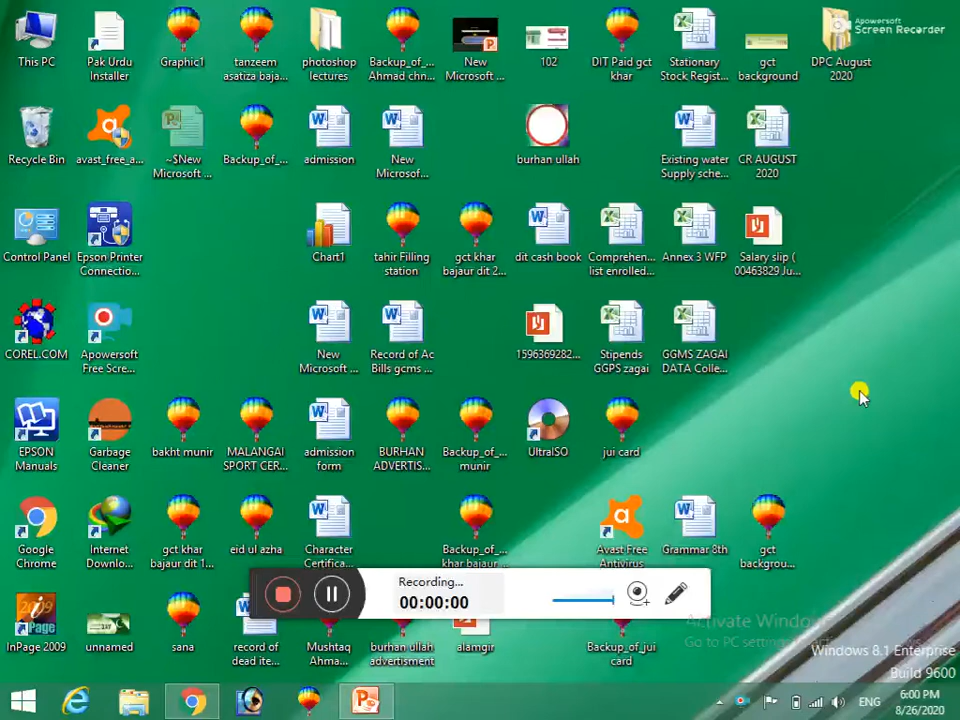 Apowersoft
Screen Recorder
This PC
Pak Urdu
Installer
Graphic1
tanzeem
asatiza baja...
photoshop
lectures
Backup_of_...
Ahmad chn...
New
Microsoft ...
102
DIT Paid gct
khar
Stationary
Stock Regist...
gct
background
DPC August
2020
Recycle Bin
avast_free_a...
~$New
Microsoft ...
Backup_of_...
admission
New
Microsof...
burhan ullah
Existing water
Supply sche...
CR AUGUST
2020
Control Panel
Epson Printer
Connectio...
Chart1
tahir Filling
station
gct khar
bajaur dit 2...
dit cash book
Comprehen...
list enrolled...
Annex 3 WFP
Salary slip (
00463829 Ju...
COREL.COM
Apowersoft
Free Scre...
New
Microsoft ...
Record of Ac
Bills gcms ...
1596369282...
Stipends
GGPS zagai
GGMS ZAGAI
DATA Colle...
EPSON
Manuals
Garbage
Cleaner
bakht munir
MALANGAI
SPORT CER...
admission
form
BURHAN
ADVERTIS...
Backup_of_...
munir
UltraISO
jui card
Google
Chrome
Internet
Downlo...
gct khar
bajaur dit 1...
eid ul azha
Character
Certifica...
Backup_of_...
khar bajaur...
Avast Free
Antivirus
Grammar 8th
gct
backgrou...
Recording...
00:00:00
2009
InPage
InPage 2009
unnamed
sana
record of
dead ite...
Mushtaq
Ahma...
burhan ullah
advertisment
alamgir
Backup_of_jui
card
Activate Windows
Go to PC settings
Windows 8.1 Enterprise
Build 9600
ENG
6:00 PM
8/26/2020